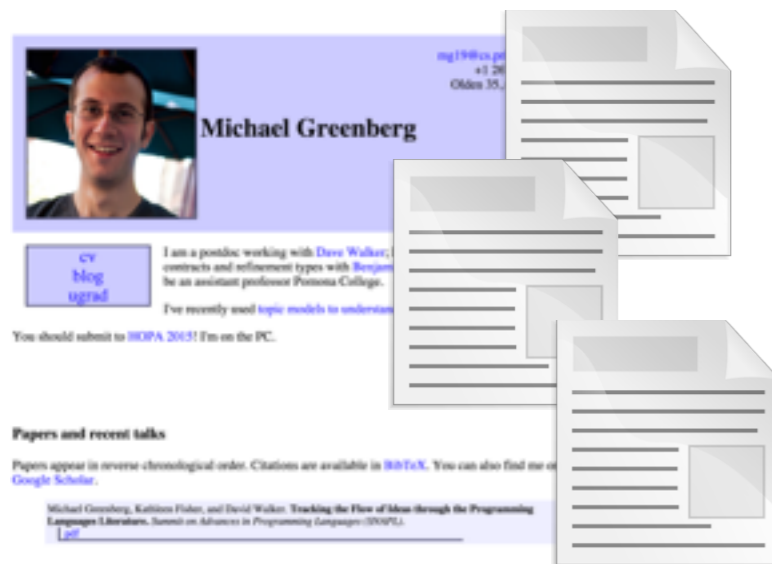 mg19@cs.pr
+1 26
Olden 35,
Michael Greenberg
cv
blog
ugrad
I am a postdoc working with Dave Walker;
contracts and refinement types with Benjam
be an assistant professor Pomona College.
I've recently used topic models to understan
You should submit to HOPA 2015! I'm on the PC.
Papers and recent talks
Papers appear in reverse chronological order. Citations are available in BibTeX. You can also find me on
Google Scholar.
Michael Greenberg, Kathleen Fisher, and David Walker. Tracking the Flow of Ideas through the Programming
Languages Literature. Summit on Advances in Programming Languages (SNAPL).
pdf